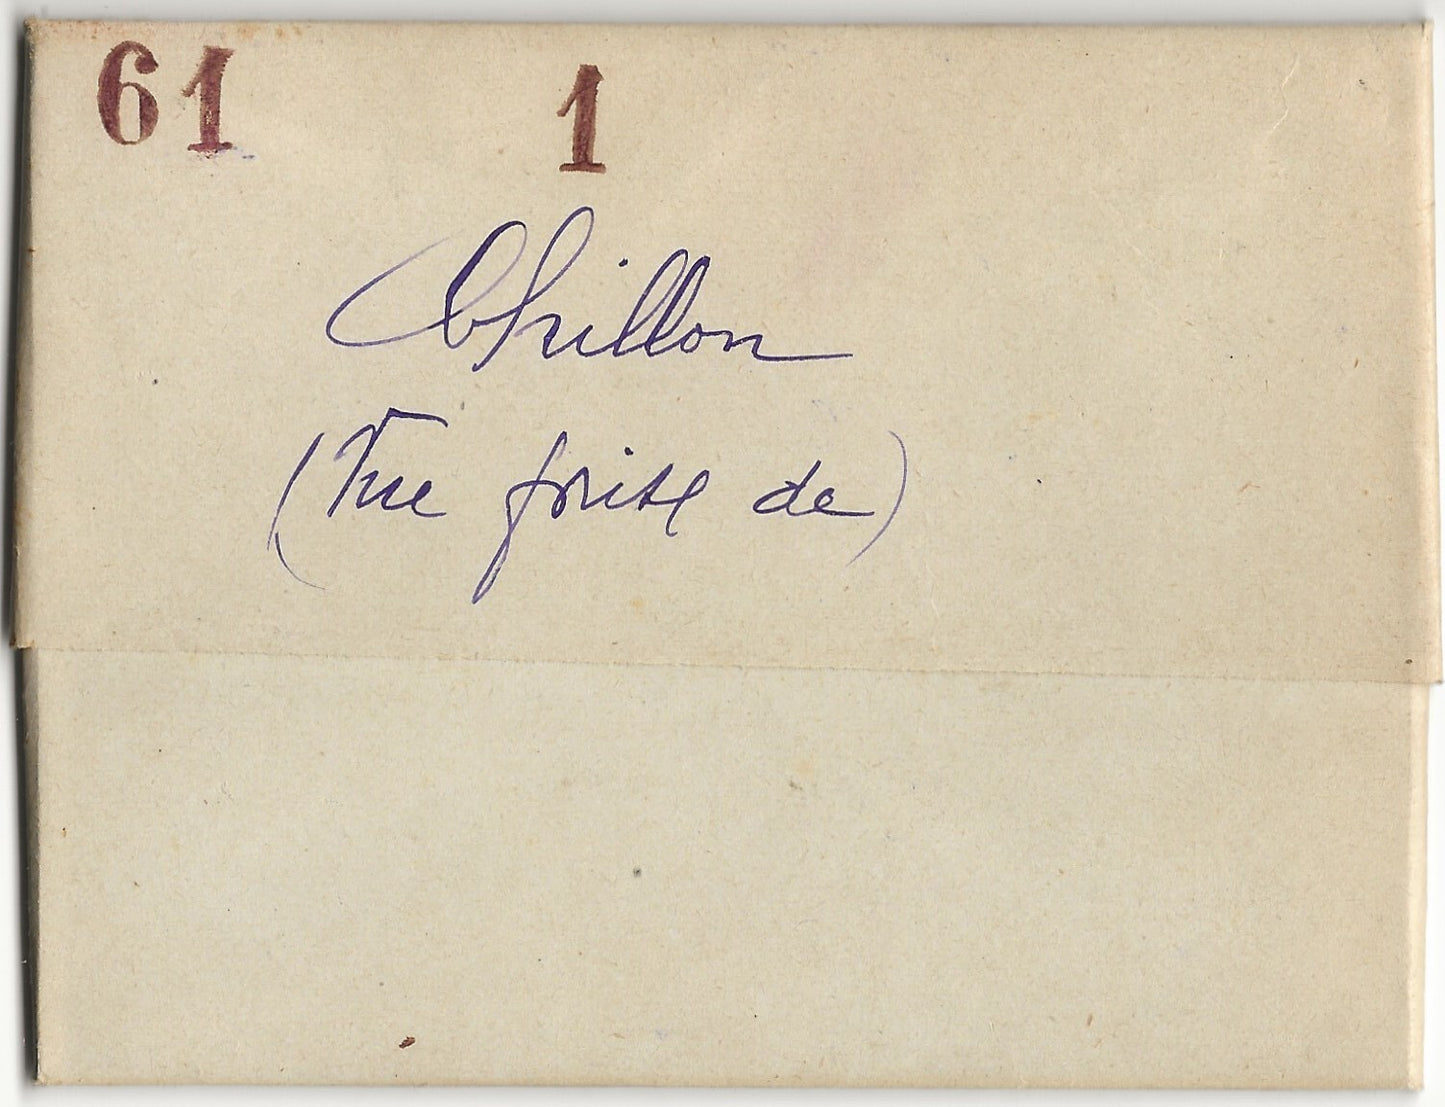 61 1
Chillon
(Vue prise de)